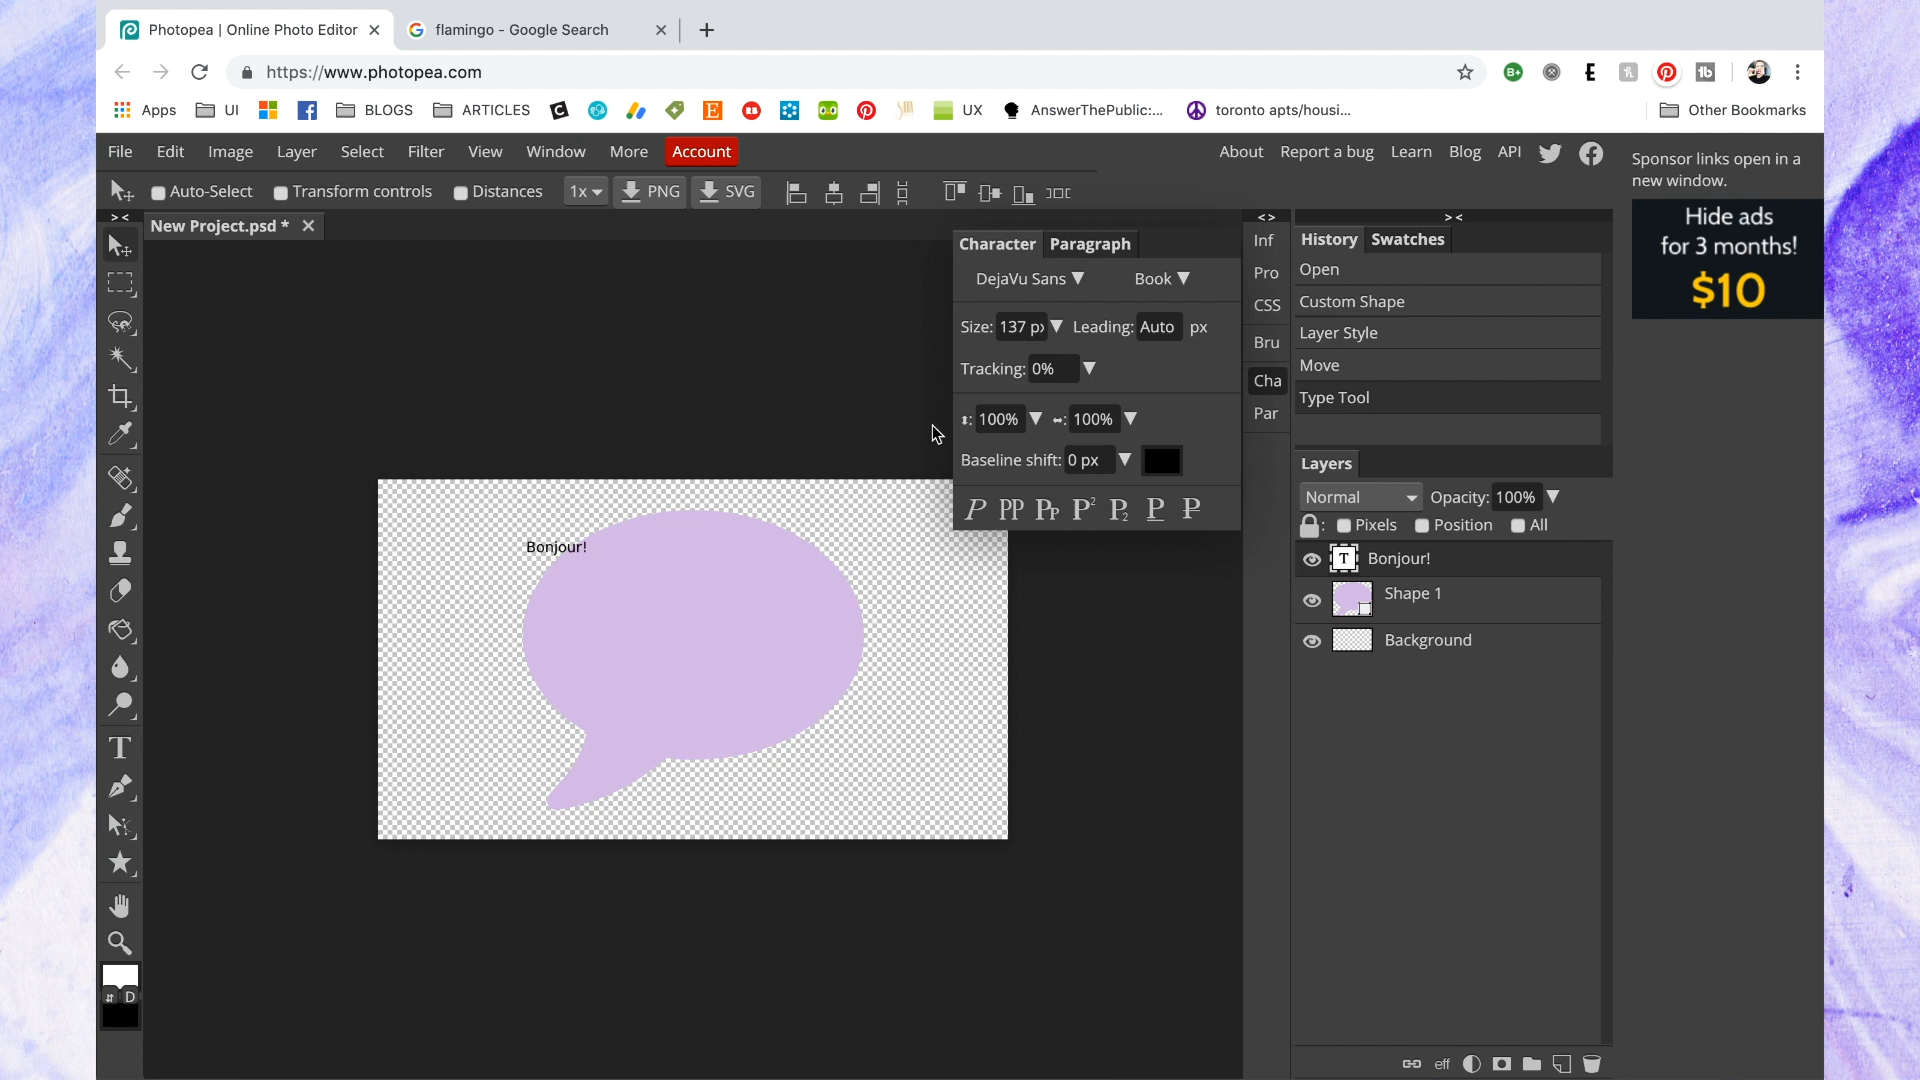 Photopea | Online Photo Editor
flamingo - Google Search
https://www.photopea.com
Apps UI BLOGS ARTICLES UX AnswerThePublic:... toronto apts/housi... Other Bookmarks
File Edit Image Layer Select Filter View Window More Account
About Report a bug Learn Blog API
Auto-Select Transform controls Distances 1x PNG SVG
New Project.psd *
Sponsor links open in a
new window.
Hide ads
for 3 months!
$10
Character Paragraph
DejaVu Sans Book
Size: 137 px Leading: Auto px
Tracking: 0%
100% 100%
Baseline shift: 0 px
Inf
Pro
CSS
Bru
Cha
Par
History Swatches
Open
Custom Shape
Layer Style
Move
Type Tool
Layers
Normal Opacity: 100%
Pixels Position All
T Bonjour!
Shape 1
Background
Bonjour!
T
D
eff